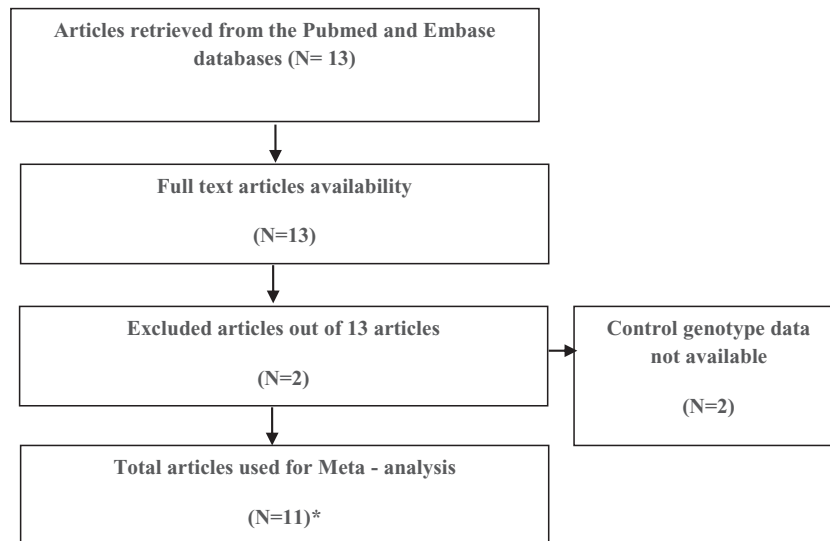 Articles retrieved from the Pubmed and Embase
databases (N= 13)
Full text articles availability
(N=13)
Excluded articles out of 13 articles
(N=2)
Control genotype data
not available
(N=2)
Total articles used for Meta - analysis
(N=11)*